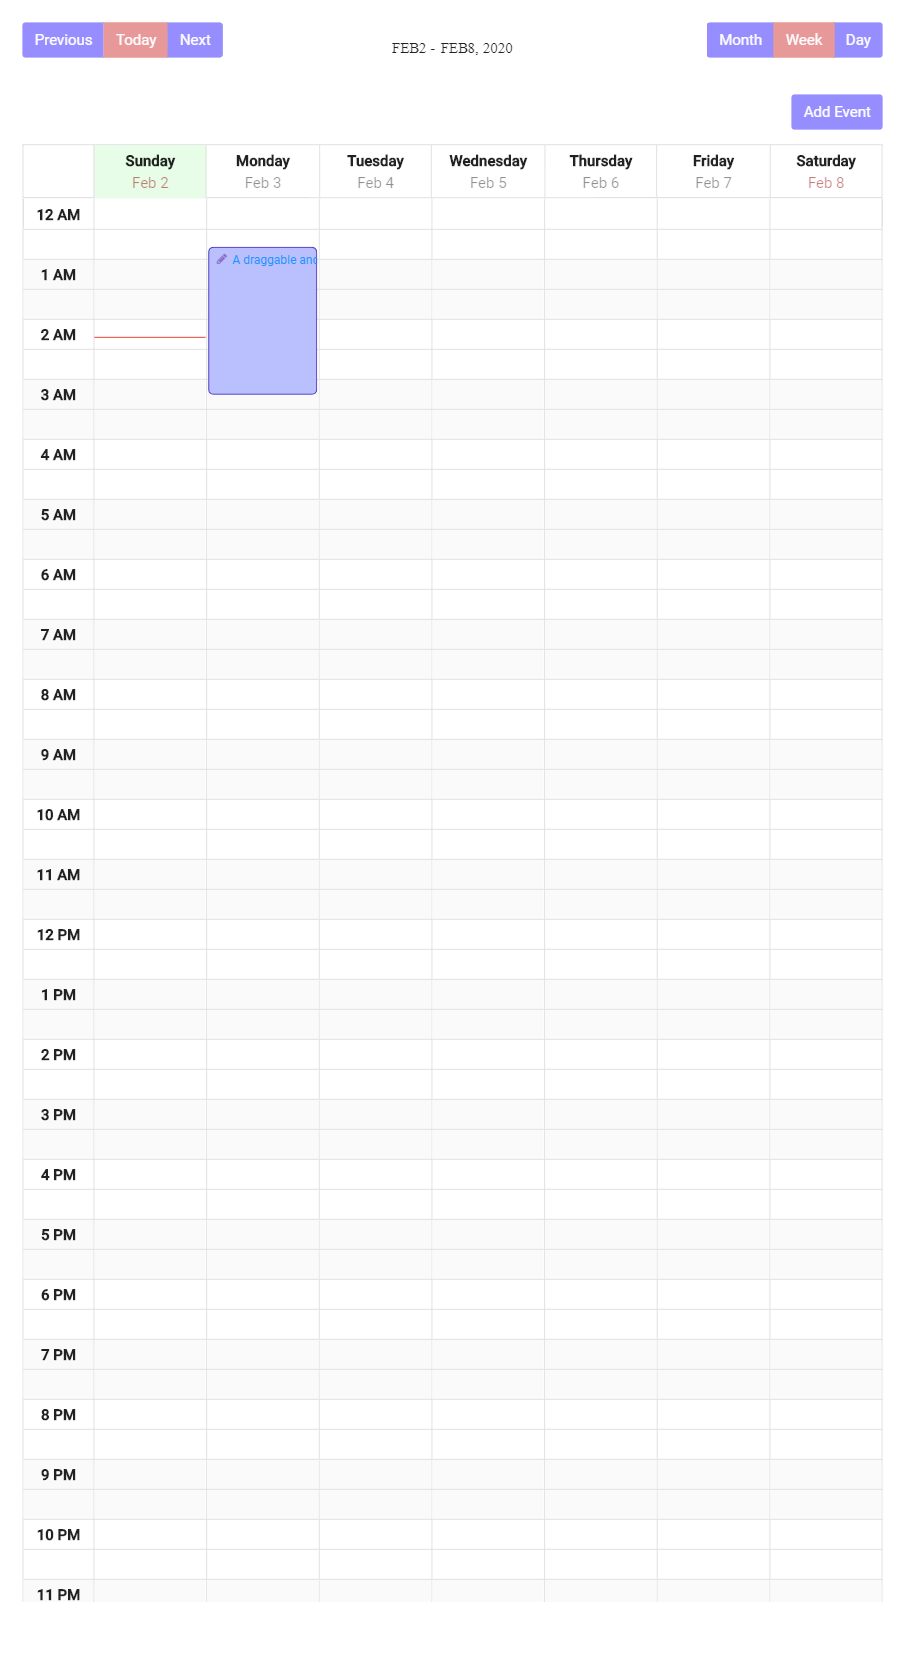 Previous Today Next
FEB2 - FEB8, 2020
Month Week Day
Add Event
Sunday Monday Tuesday Wednesday Thursday Friday Saturday
Feb 2 Feb 3 Feb 4 Feb 5 Feb 6 Feb 7 Feb 8
12 AM
A draggable and
1 AM
2 AM
3 AM
4 AM
5 AM
6 AM
7 AM
8 AM
9 AM
10 AM
11 AM
12 PM
1 PM
2 PM
3 PM
4 PM
5 PM
6 PM
7 PM
8 PM
9 PM
10 PM
11 PM